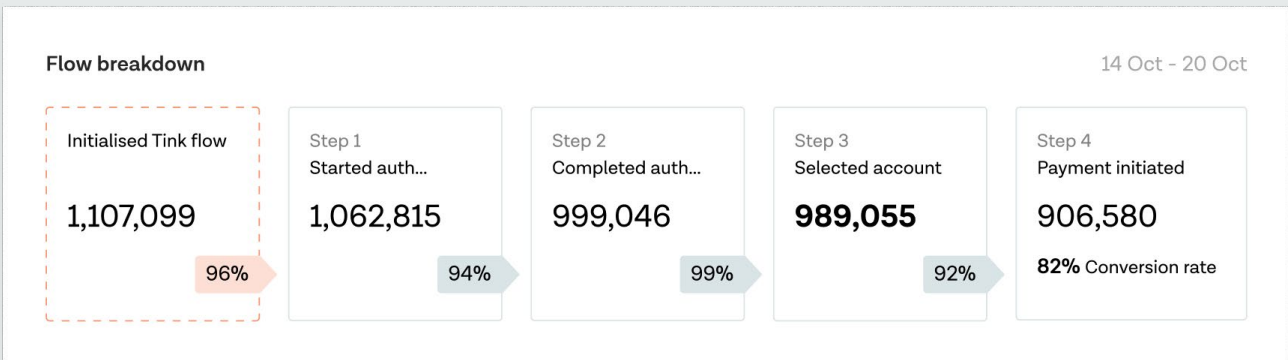 Flow breakdown
14 Oct - 20 Oct
Initialised Tink flow
1,107,099
96%
Step 1
Started auth...
1,062,815
94%
Step 2
Completed auth...
999,046
99%
Step 3
Selected account
989,055
92%
Step 4
Payment initiated
906,580
82% Conversion rate